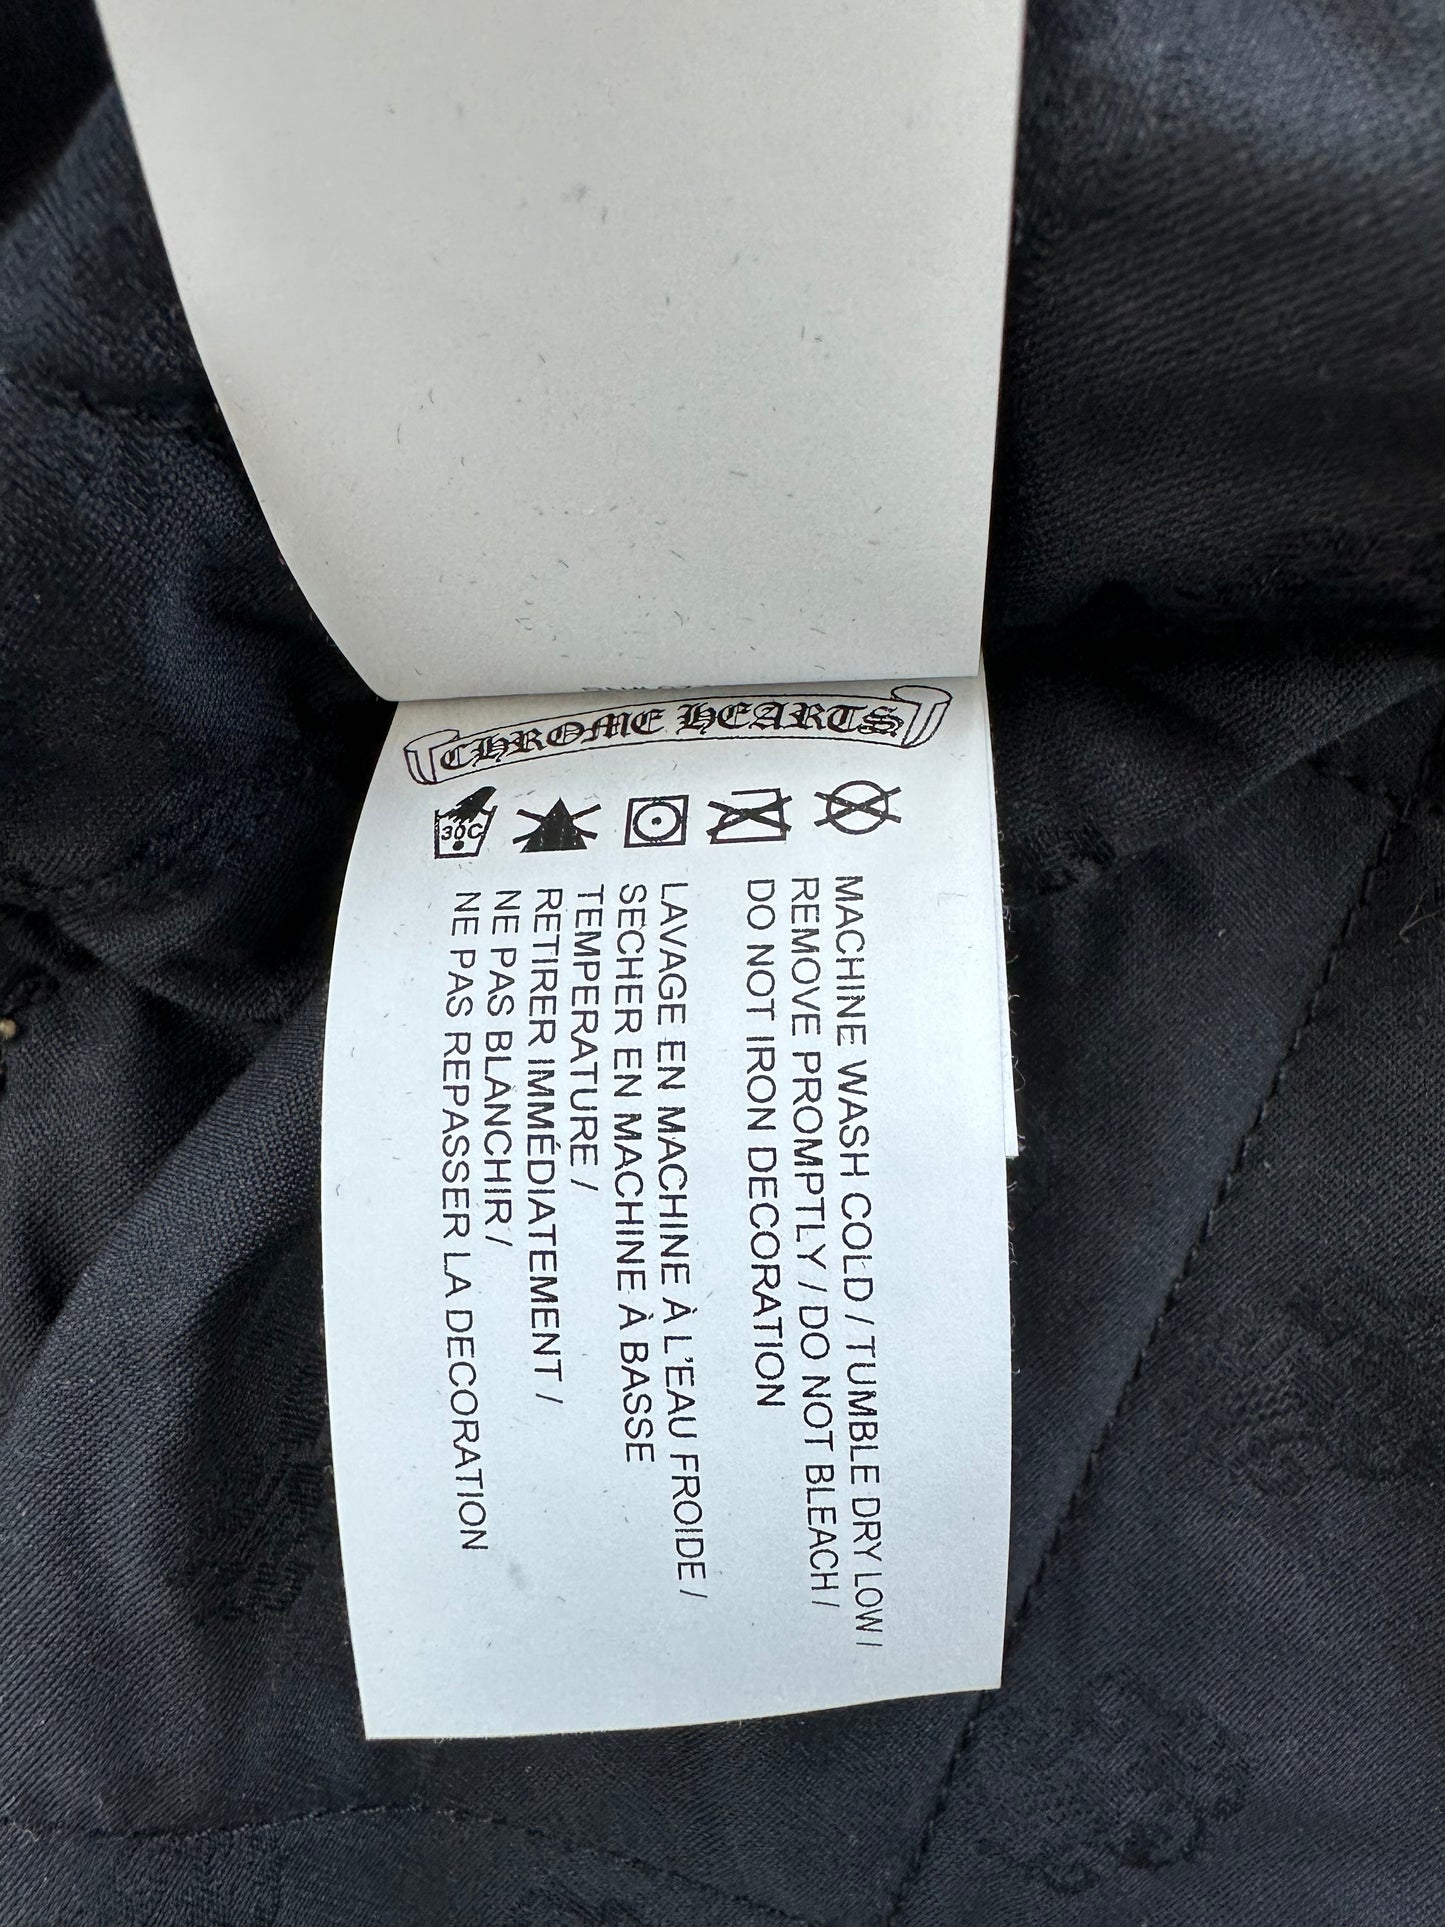 CHROME HEARTS
30C
MACHINE WASH COLD / TUMBLE DRY LOW /
REMOVE PROMPTLY / DO NOT BLEACH /
DO NOT IRON DECORATION
LAVAGE EN MACHINE À L'EAU FROIDE /
SECHER EN MACHINE À BASSE
TEMPERATURE /
RETIRER IMMÉDIATEMENT /
NE PAS BLANCHIR /
NE PAS REPASSER LA DECORATION